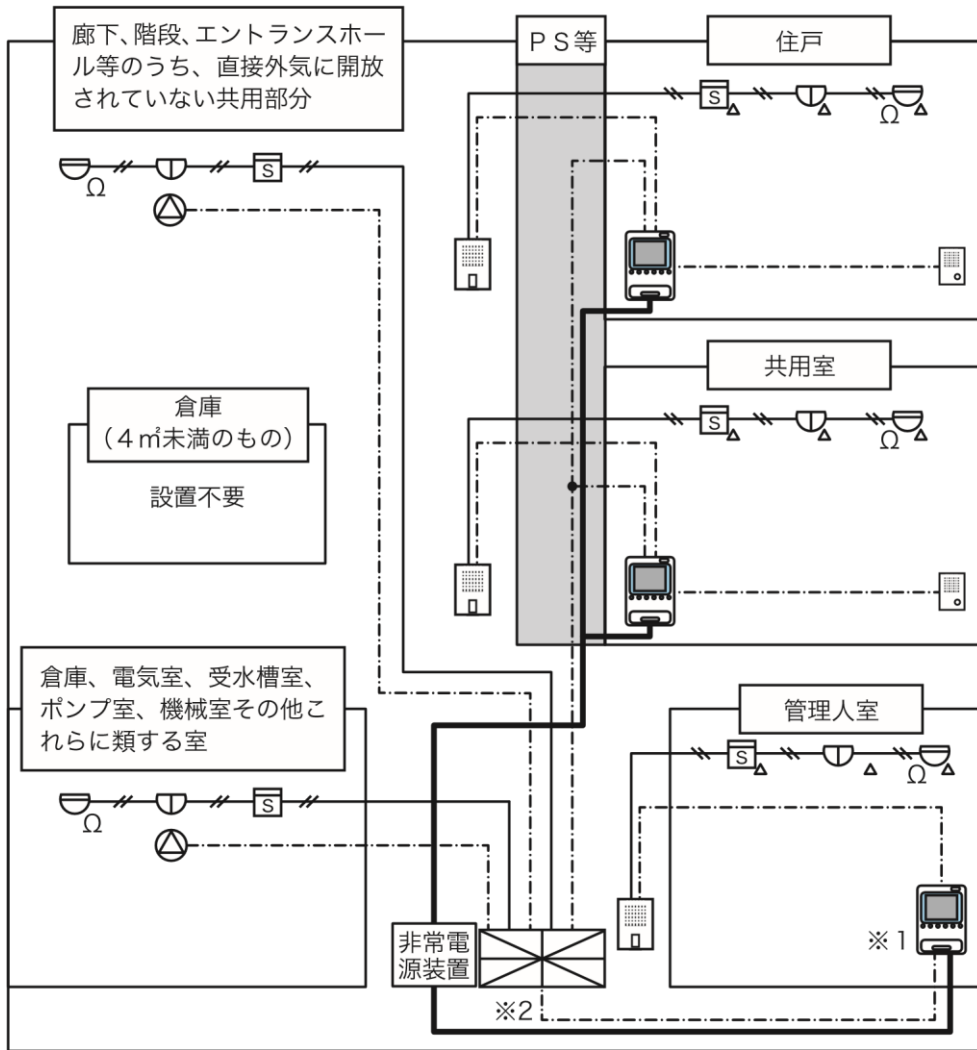 廊下、階段、エントランスホー
ル等のうち、直接外気に開放
されていない共用部分
ＰＳ等
住戸
S
Ω
S
Ω
共用室
倉庫
（４㎡未満のもの）
設置不要
S
Ω
倉庫、電気室、受水槽室、
ポンプ室、機械室その他こ
れらに類する室
管理人室
S
Ω
S
Ω
非常電
源装置
※1
※2